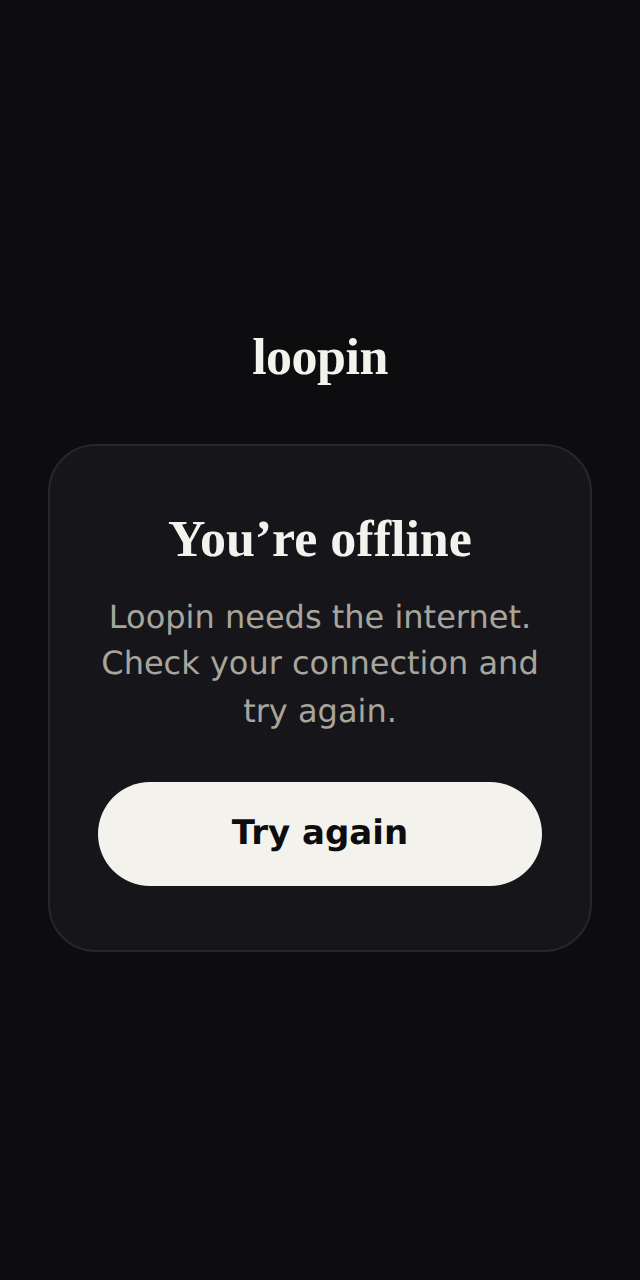 loopin
You’re offline
Loopin needs the internet.
Check your connection and
try again.
Try again